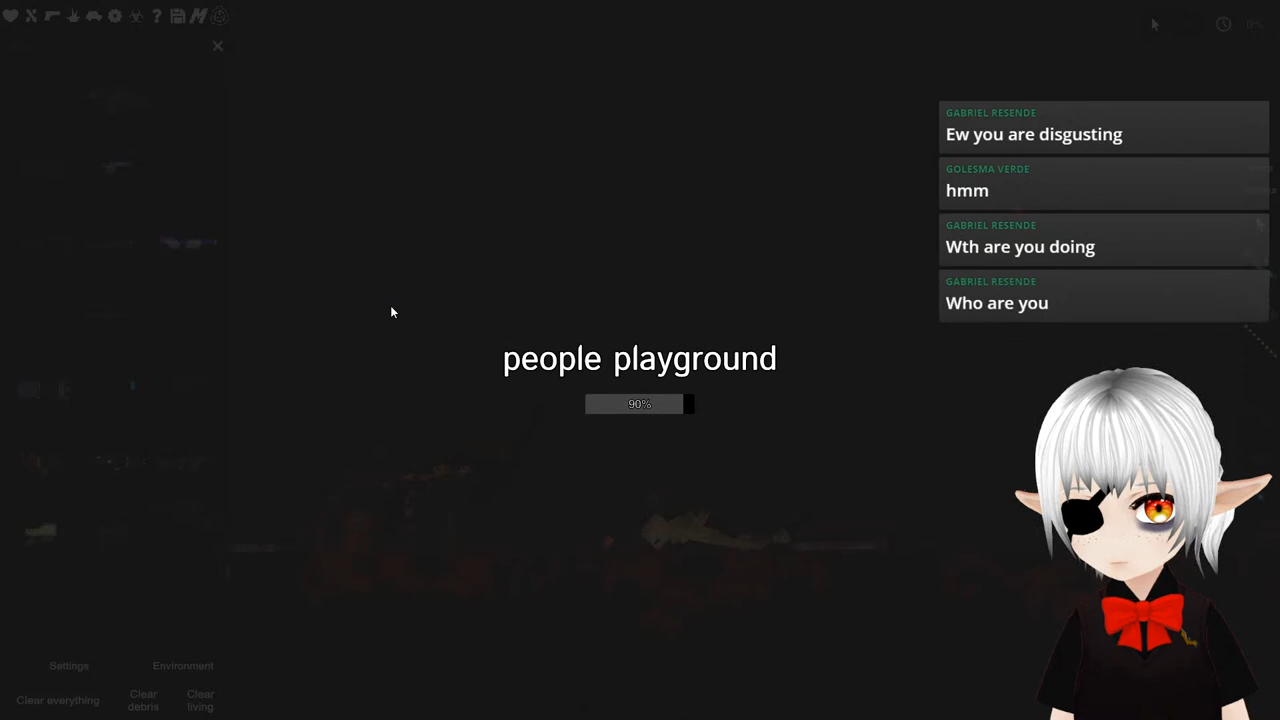 GABRIEL RESENDE
Ew you are disgusting
GOLESMA VERDE
hmm
GABRIEL RESENDE
Wth are you doing
GABRIEL RESENDE
Who are you
people playground
90%
Settings
Environment
Clear everything
Clear
debris
Clear
living